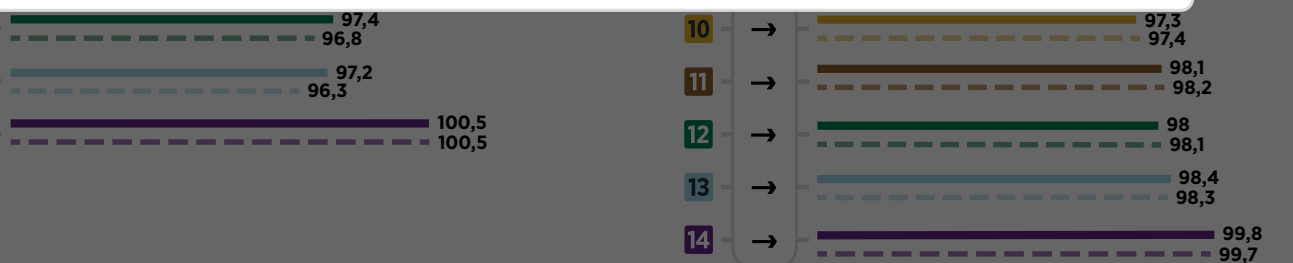 97,4
96,8
97,2
96,3
100,5
100,5
10 → 97,3
97,4
11 → 98,1
98,2
12 → 98
98,1
13 → 98,4
98,3
14 → 99,8
99,7